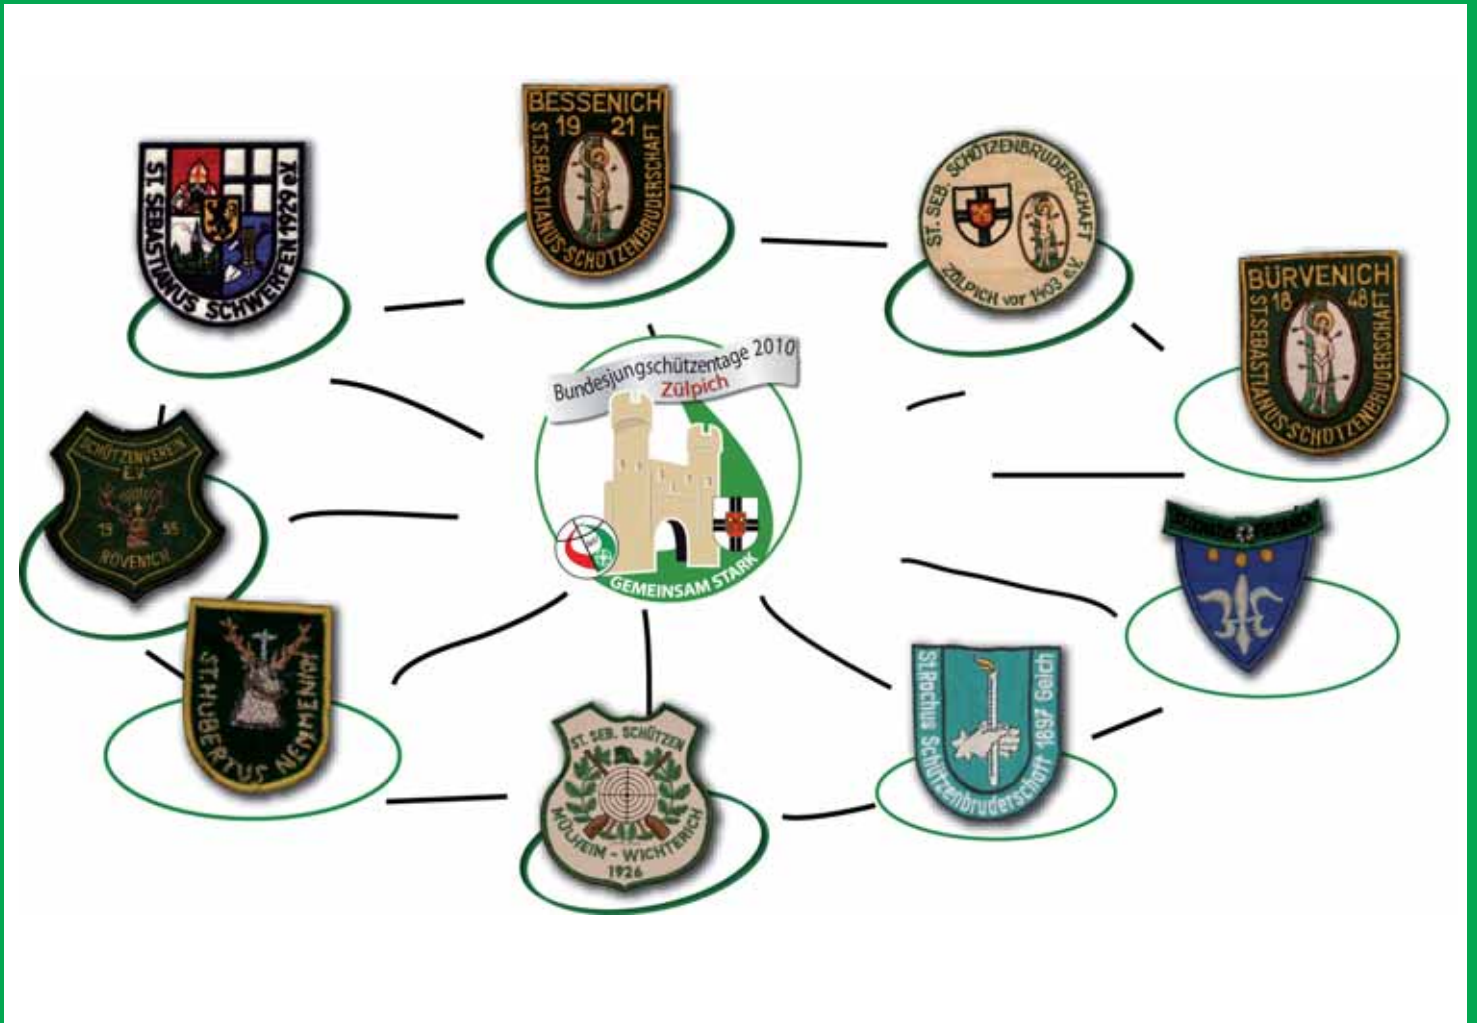 BESSENICH
19 21
ST.SEBASTIANUS-SCHÜTZENBRUDERSCHAFT
ST. SEBASTIANUS SCHWERFEN 1929 e.V.
ST. SEB. SCHÜTZENBRUDERSCHAFT
ZÜLPICH vor 1403 e.V.
BÜRVENICH
18 48
ST.SEBASTIANUS-SCHÜTZENBRUDERSCHAFT
Bundesjungschützentage 2010
Zülpich
GEMEINSAM STARK
SCHÜTZENVEREIN
E.V.
19 55
RÖVENICH
ST. HUBERTUS NEMMENICH
ST. SEB. SCHÜTZEN
MÜLHEIM - WICHTERICH
1926
St.Rochus Schützenbruderschaft 1897 Geich